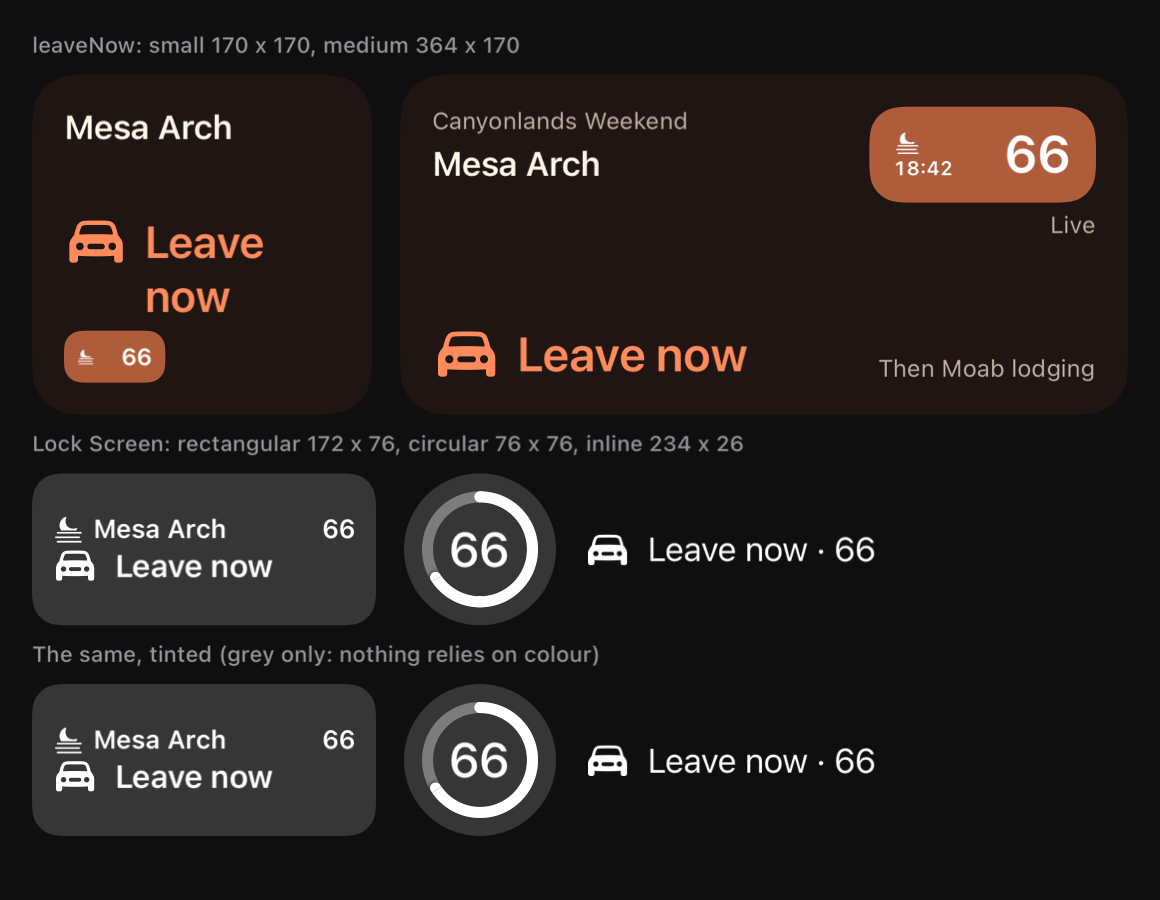 leaveNow: small 170 x 170, medium 364 x 170
Mesa Arch
Leave
now
66
Canyonlands Weekend
Mesa Arch
18:42
66
Live
Leave now
Then Moab lodging
Lock Screen: rectangular 172 x 76, circular 76 x 76, inline 234 x 26
Mesa Arch 66
Leave now
66
Leave now · 66
The same, tinted (grey only: nothing relies on colour)
Mesa Arch 66
Leave now
66
Leave now · 66